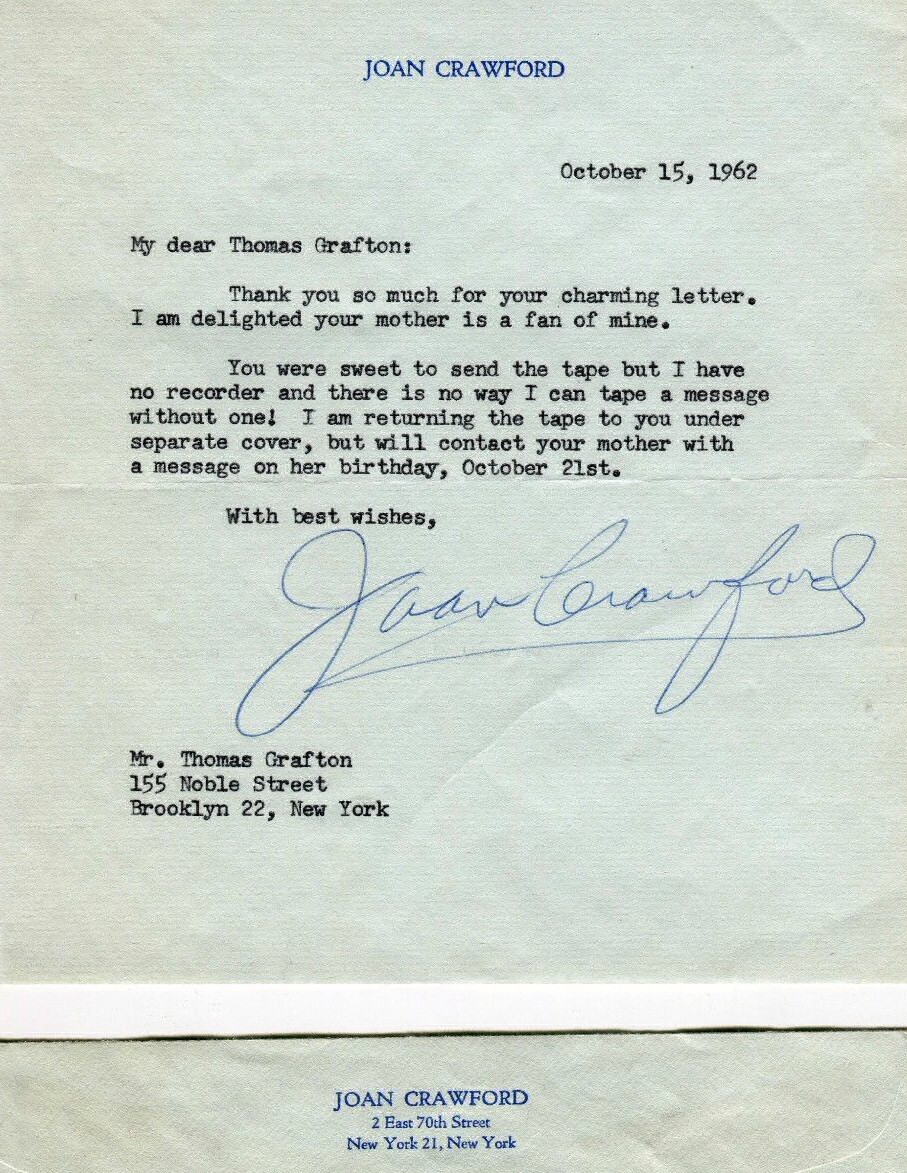 JOAN CRAWFORD
October 15, 1962
My dear Thomas Grafton:
Thank you so much for your charming letter.
I am delighted your mother is a fan of mine.
You were sweet to send the tape but I have
no recorder and there is no way I can tape a message
without one! I am returning the tape to you under
separate cover, but will contact your mother with
a message on her birthday, October 21st.
With best wishes,
Joan Crawford
Mr. Thomas Grafton
155 Noble Street
Brooklyn 22, New York
JOAN CRAWFORD
2 East 70th Street
New York 21, New York